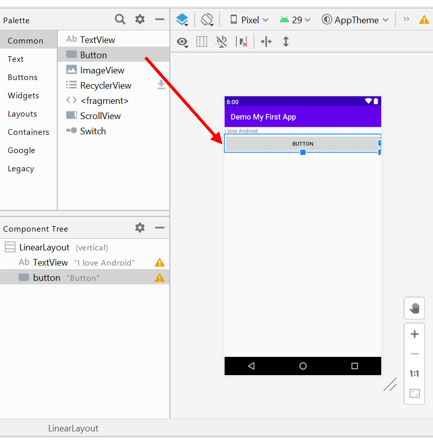 Palette
Pixel
29
AppTheme
»
Common
Text
Buttons
Widgets
Layouts
Containers
Google
Legacy
Ab TextView
Button
ImageView
RecyclerView
<> <fragment>
ScrollView
Switch
8:00
Demo My First App
I love Android.
BUTTON
Component Tree
LinearLayout (vertical)
Ab TextView "I love Android"
button "Button"
+
−
1:1
LinearLayout